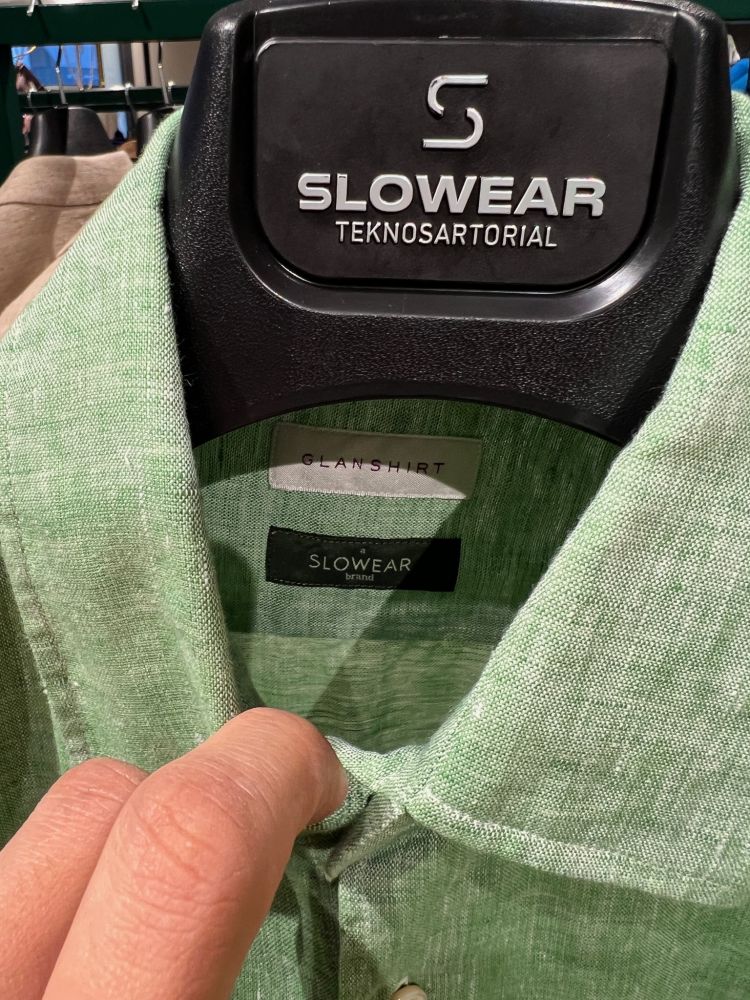 S
SLOWEAR
TEKNOSARTORIAL
GLANSHIRT
a
SLOWEAR
brand